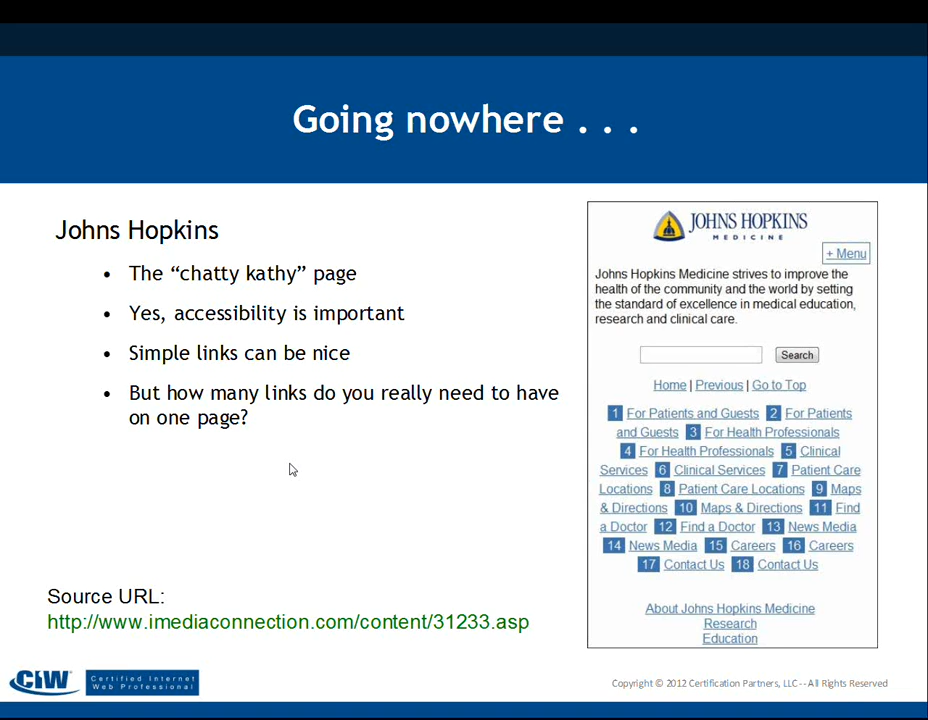 Going nowhere . . .
Johns Hopkins
• The “chatty kathy” page
• Yes, accessibility is important
• Simple links can be nice
• But how many links do you really need to have
on one page?
Source URL:
http://www.imediaconnection.com/content/31233.asp
JOHNS HOPKINS
MEDICINE
+ Menu
Johns Hopkins Medicine strives to improve the
health of the community and the world by setting
the standard of excellence in medical education,
research and clinical care.
Search
Home | Previous | Go to Top
1 For Patients and Guests 2 For Patients
and Guests 3 For Health Professionals
4 For Health Professionals 5 Clinical
Services 6 Clinical Services 7 Patient Care
Locations 8 Patient Care Locations 9 Maps
& Directions 10 Maps & Directions 11 Find
a Doctor 12 Find a Doctor 13 News Media
14 News Media 15 Careers 16 Careers
17 Contact Us 18 Contact Us
About Johns Hopkins Medicine
Research
Education
CIW Certified Internet
Web Professional
Copyright © 2012 Certification Partners, LLC -- All Rights Reserved